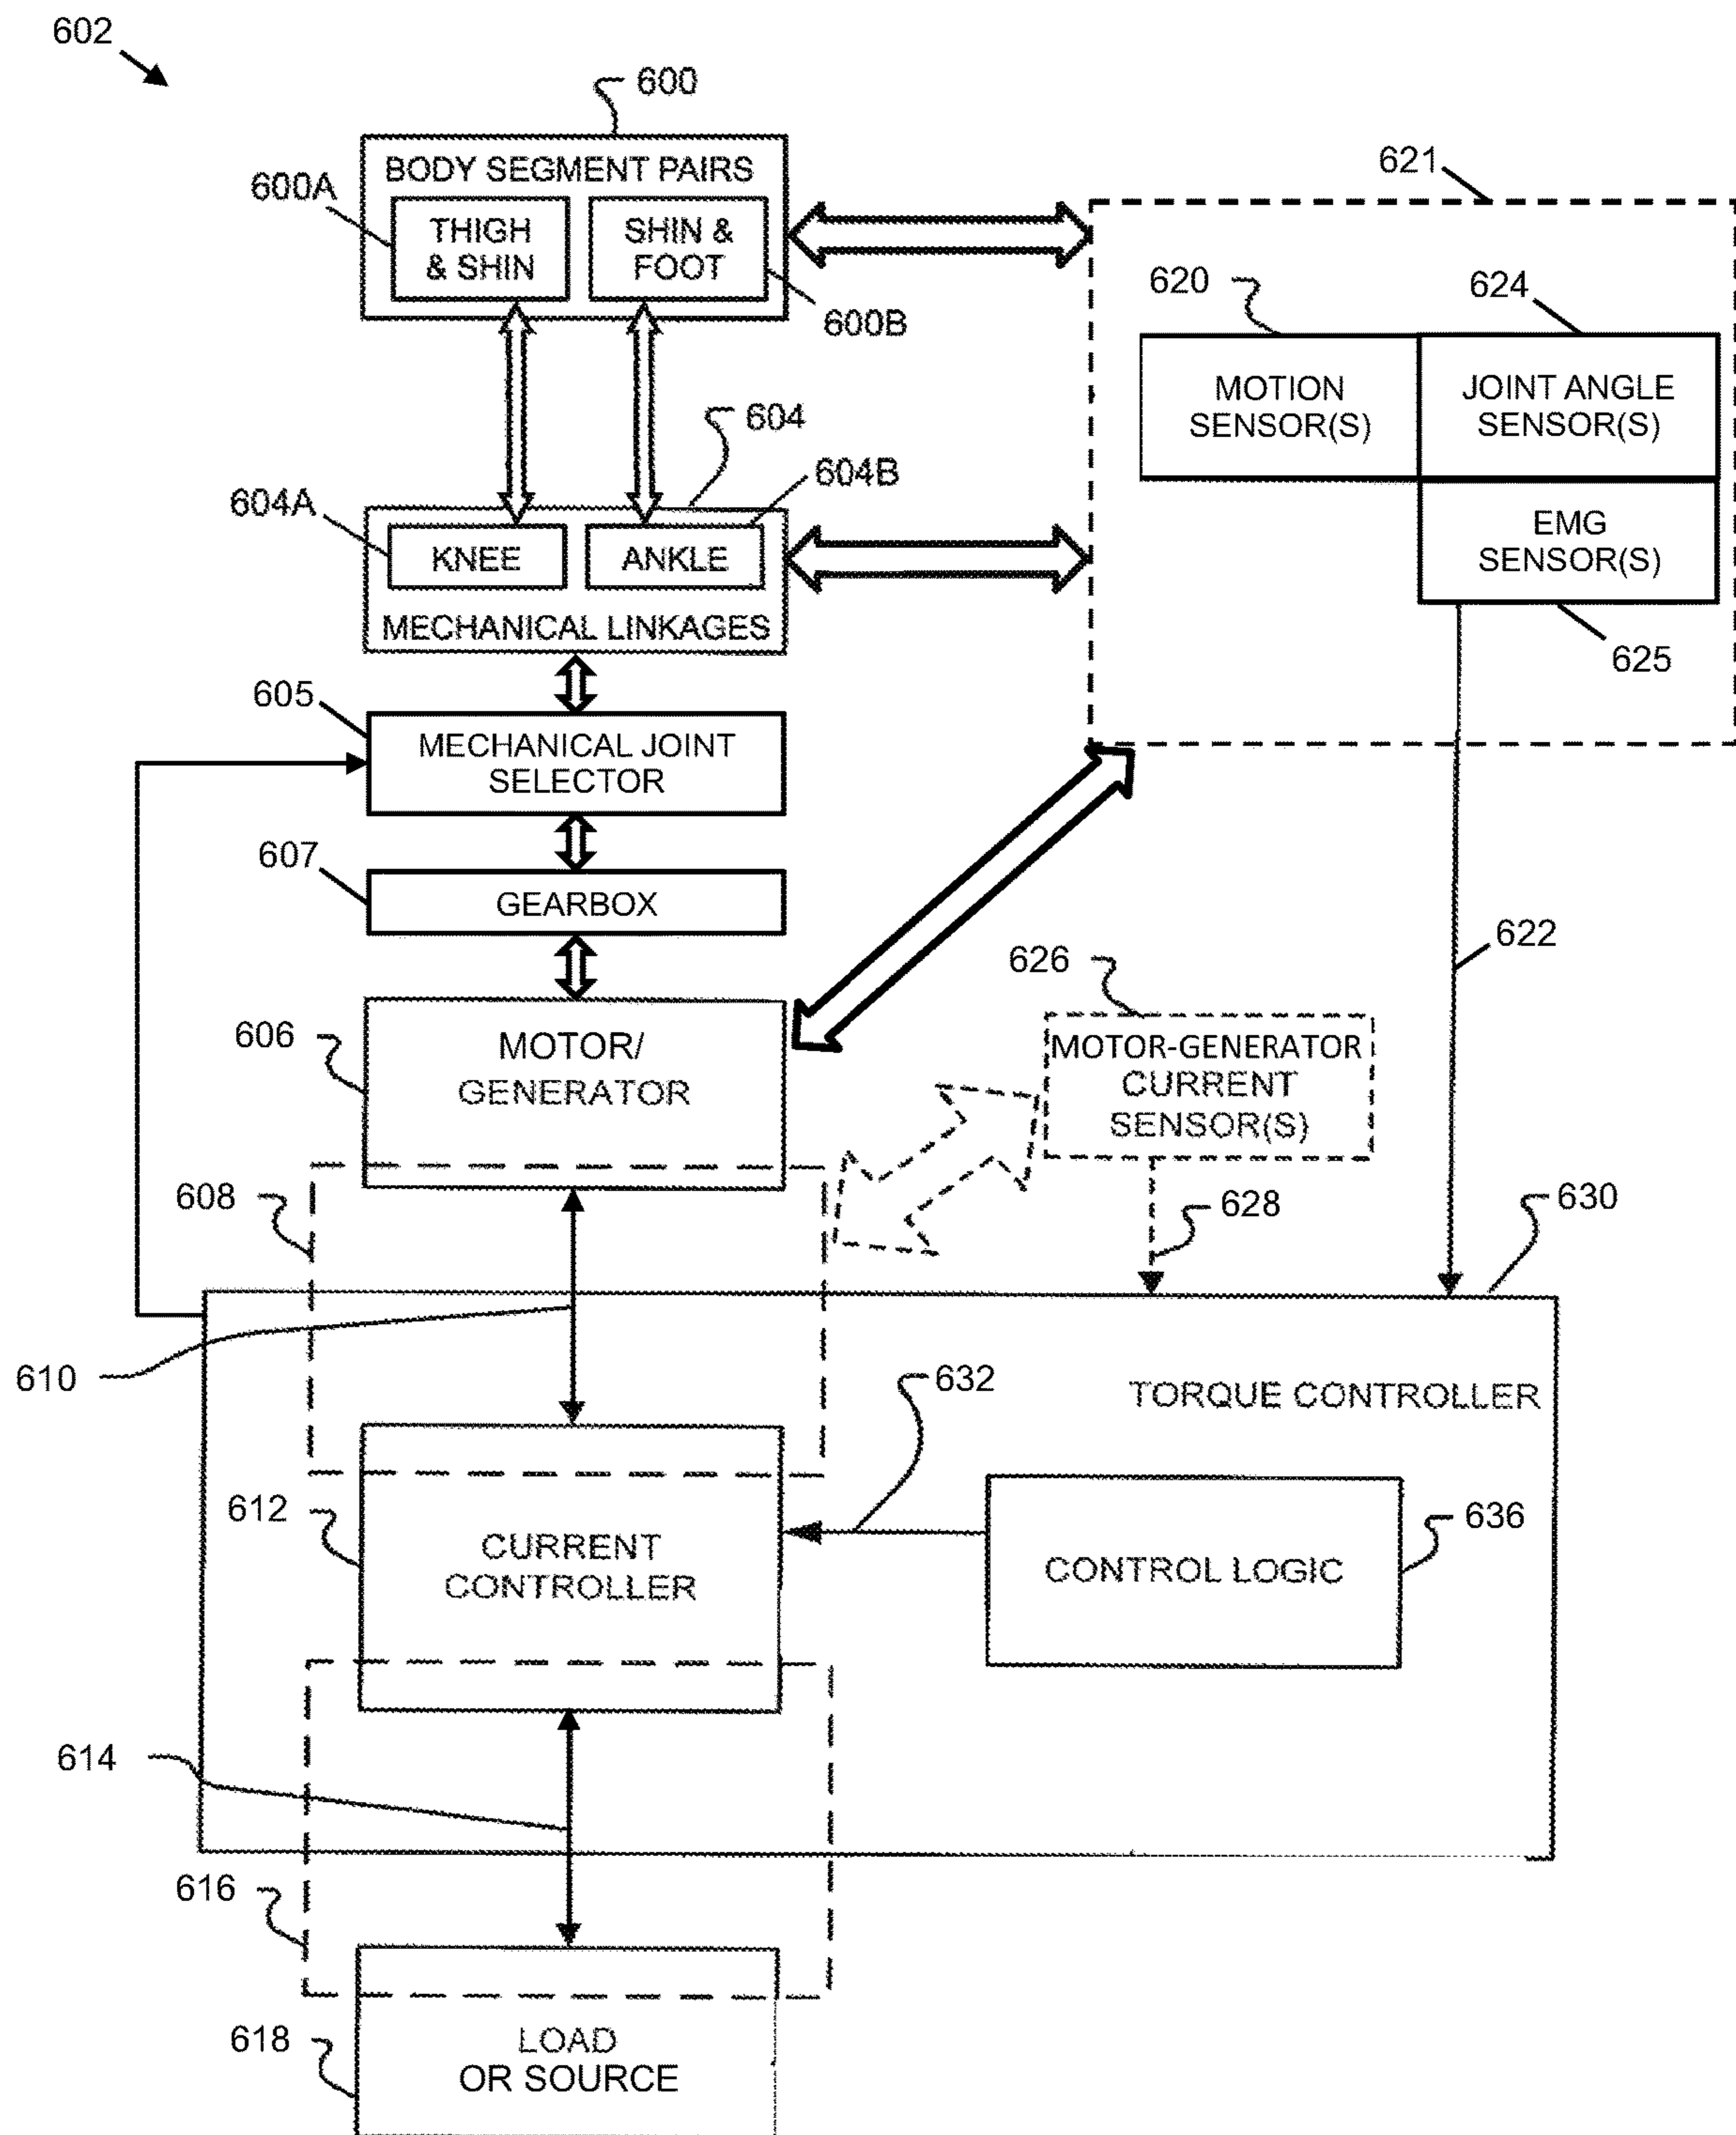 602
600
BODY SEGMENT PAIRS
600A
THIGH
& SHIN
SHIN &
FOOT
600B
621
620
624
MOTION
SENSOR(S)
JOINT ANGLE
SENSOR(S)
EMG
SENSOR(S)
625
604
604B
604A
KNEE
ANKLE
MECHANICAL LINKAGES
605
MECHANICAL JOINT
SELECTOR
607
GEARBOX
622
626
606
MOTOR/
GENERATOR
MOTOR-GENERATOR
CURRENT
SENSOR(S)
608
628
630
610
632
TORQUE CONTROLLER
612
CURRENT
CONTROLLER
CONTROL LOGIC
636
614
616
618
LOAD
OR SOURCE